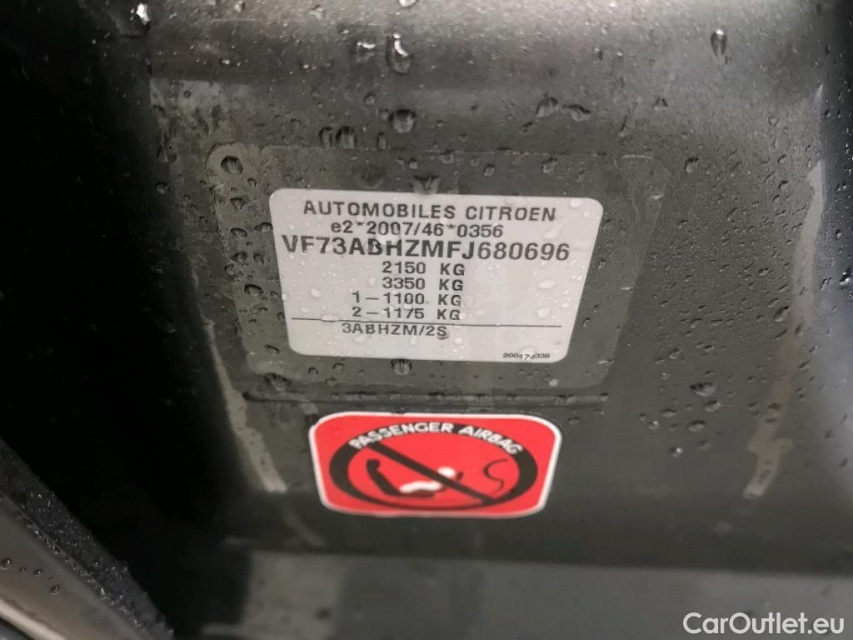 AUTOMOBILES CITROEN
e2*2007/46*0356
VF73ABHZMFJ680696
2150 KG
3350 KG
1-1100 KG
2-1175 KG
3ABHZM/2S
PASSENGER AIRBAG
CarOutlet.eu